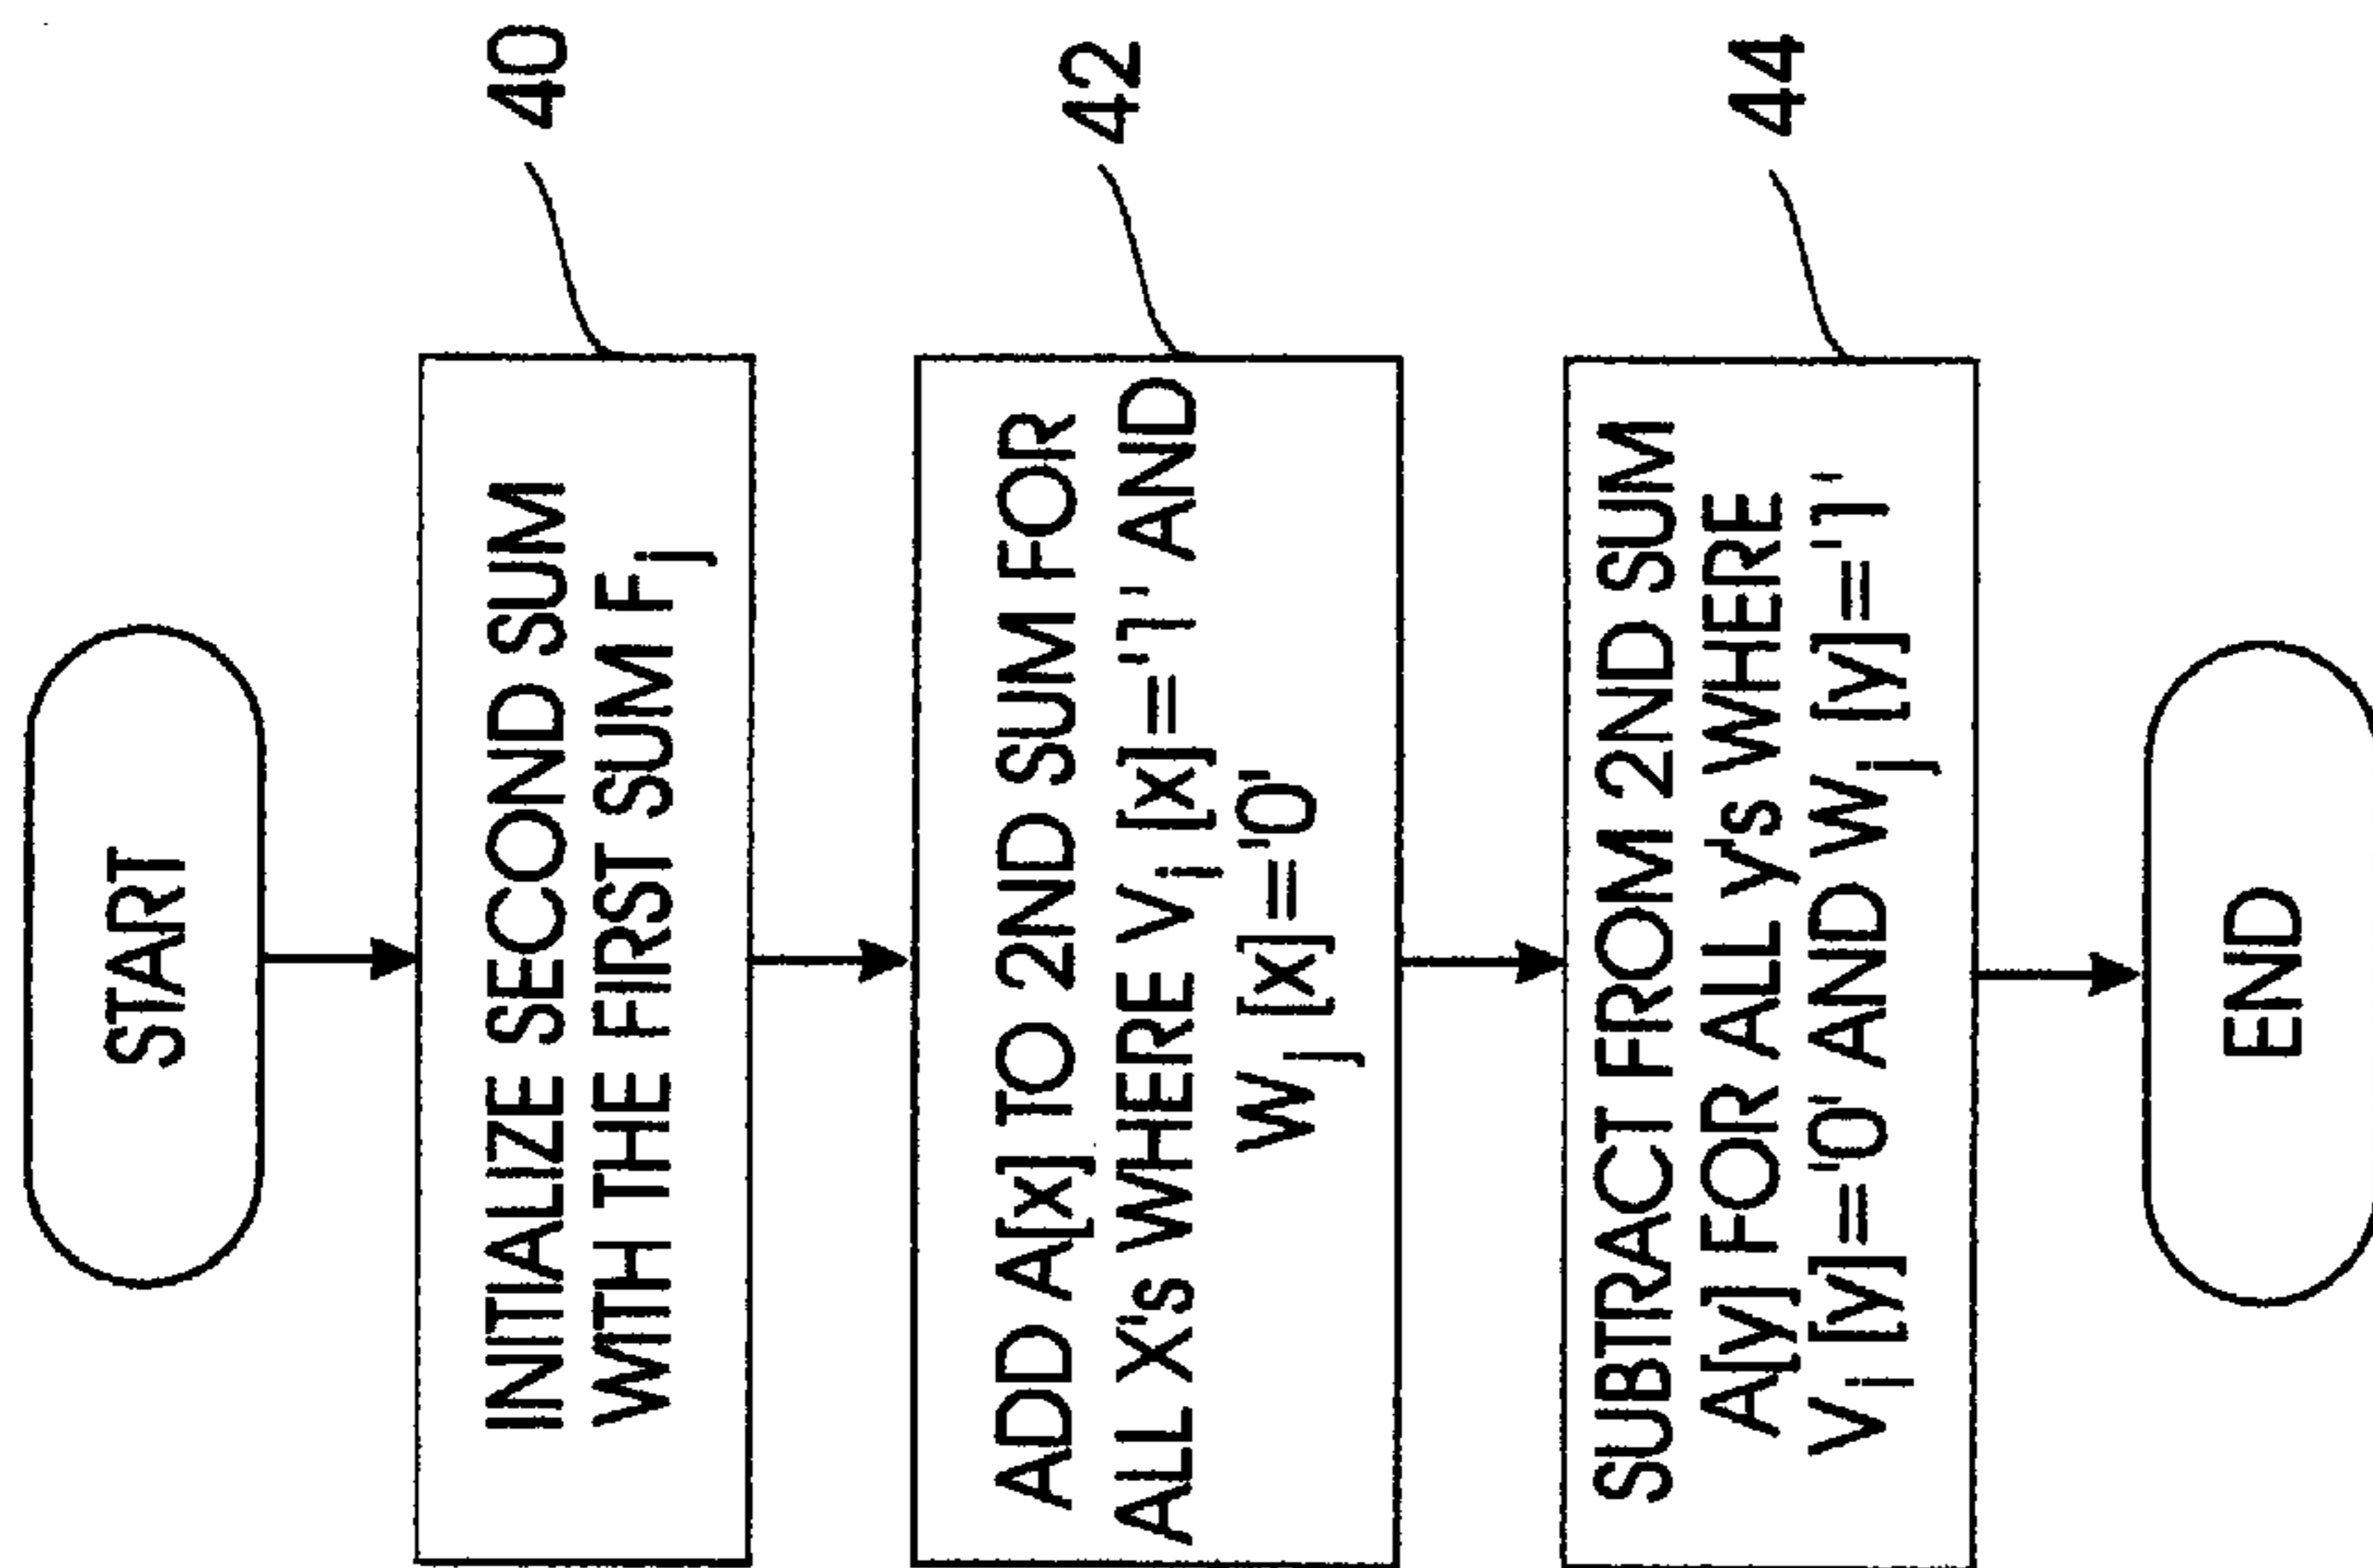 START
INITIALIZE SECOND SUM
WITH THE FIRST SUM Fj
40
ADD A[x] TO 2ND SUM FOR
ALL X's WHERE Vi [x]='1' AND
Wj [x]='0'
42
SUBTRACT FROM 2ND SUM
A[y] FOR ALL y's WHERE
Vi [y]='0' AND Wj [y]='1'
44
END